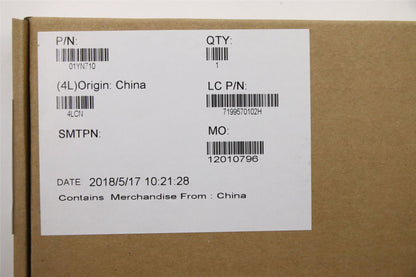 P/N: QTY:
01YN710 1
(4L)Origin: China LC P/N:
4LCN 7199570102H
SMTPN: MO:
12010796
DATE 2018/5/17 10:21:28
Contains Merchandise From : China